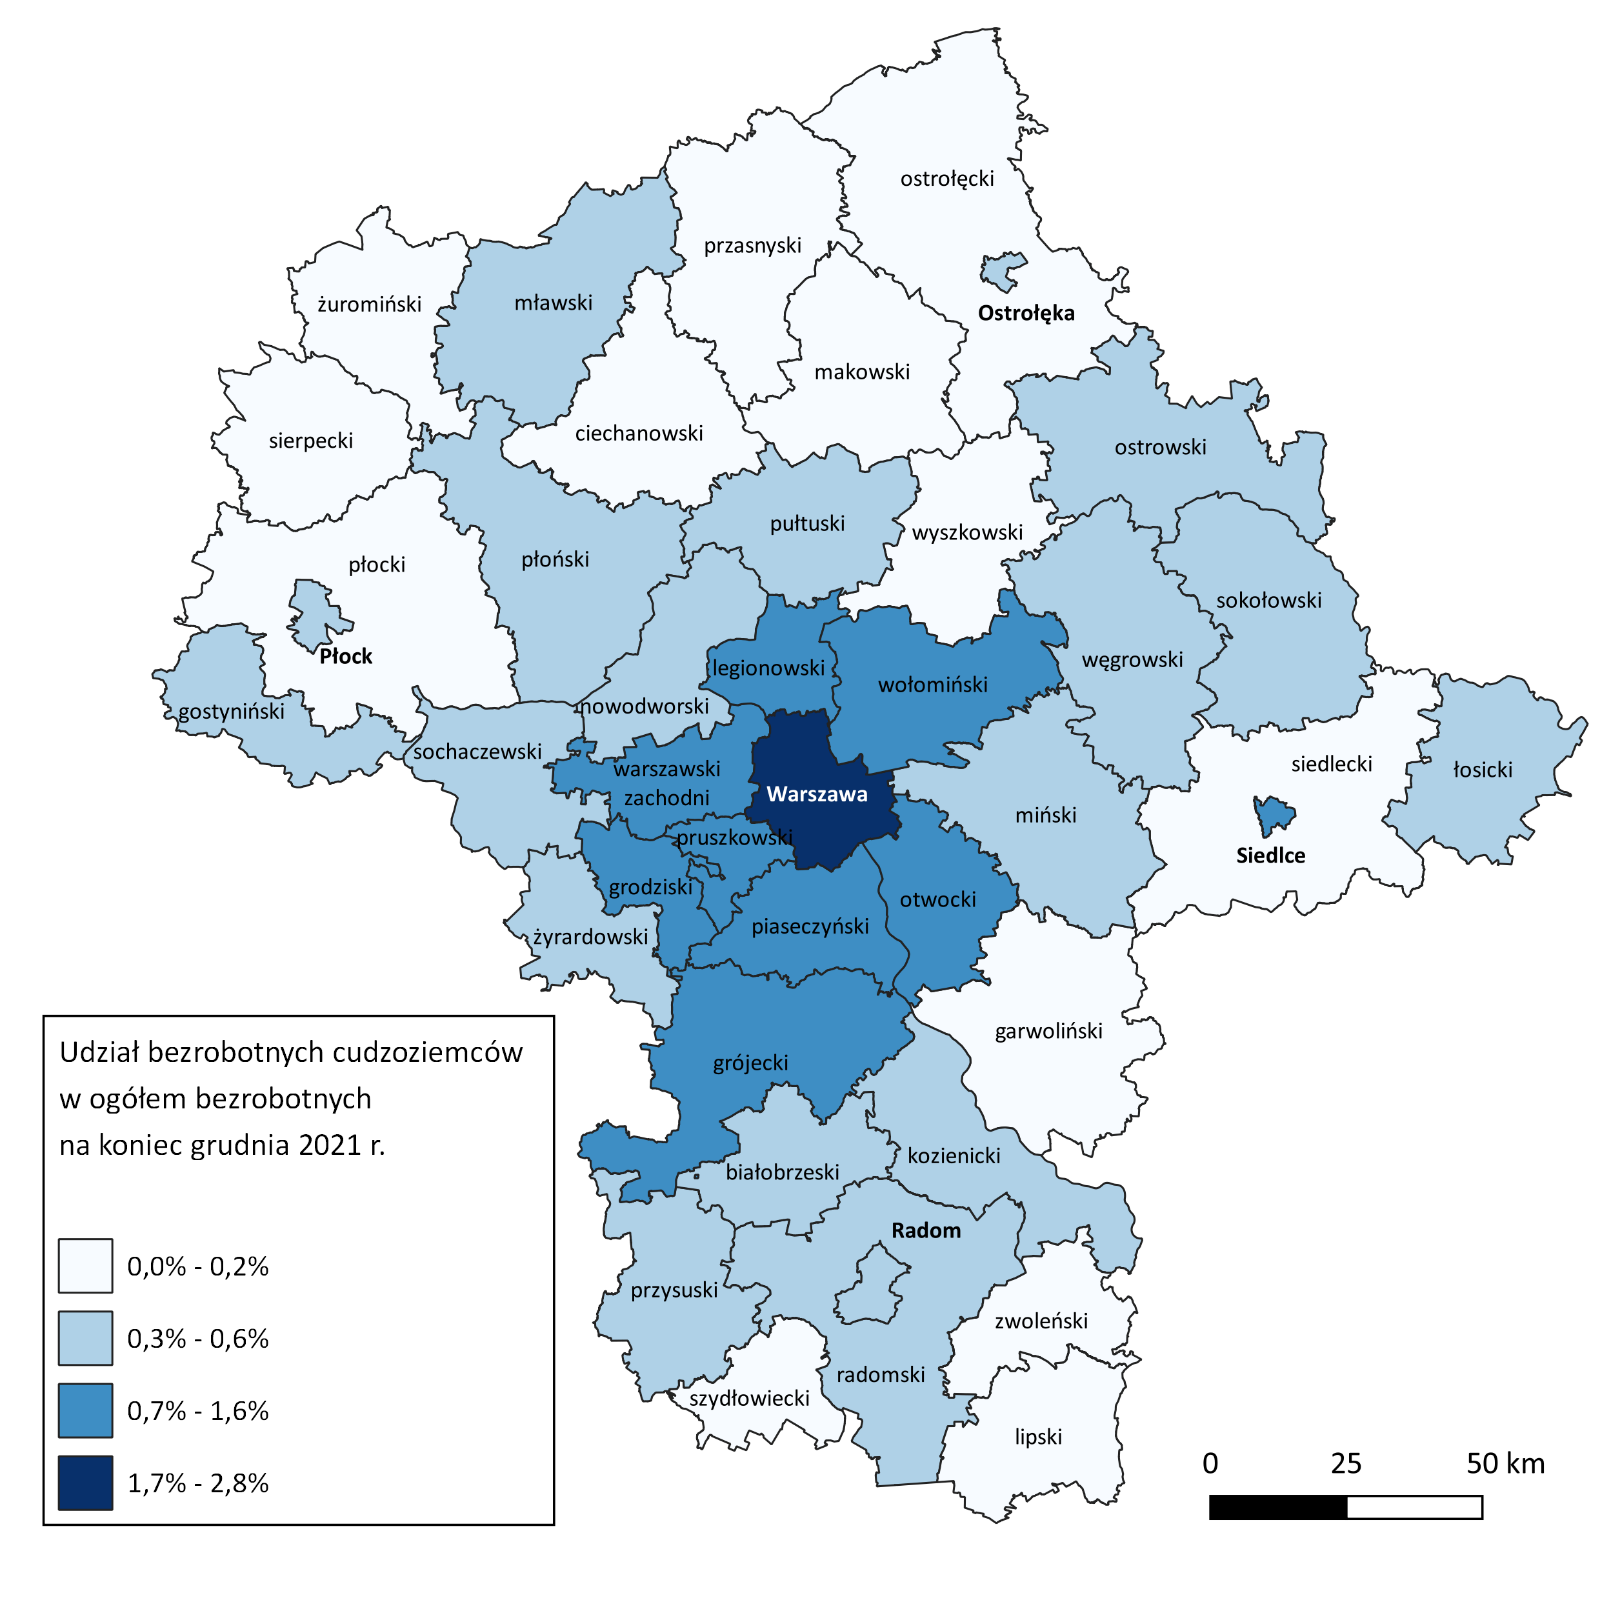 ostrołęcki
przasnyski
Ostrołęka
żuromiński
mławski
makowski
sierpecki
ciechanowski
ostrowski
pułtuski
wyszkowski
płocki
płoński
sokołowski
Płock
legionowski
wołomiński
węgrowski
gostyniński
nowodworski
sochaczewski
warszawski
zachodni
Warszawa
siedlecki
łosicki
miński
pruszkowski
Siedlce
grodziski
otwocki
piaseczyński
żyrardowski
garwoliński
grójecki
białobrzeski
kozienicki
Radom
przysuski
zwoleński
radomski
szydłowiecki
lipski
Udział bezrobotnych cudzoziemców
w ogółem bezrobotnych
na koniec grudnia 2021 r.
0,0% - 0,2%
0,3% - 0,6%
0,7% - 1,6%
1,7% - 2,8%
0 25 50 km